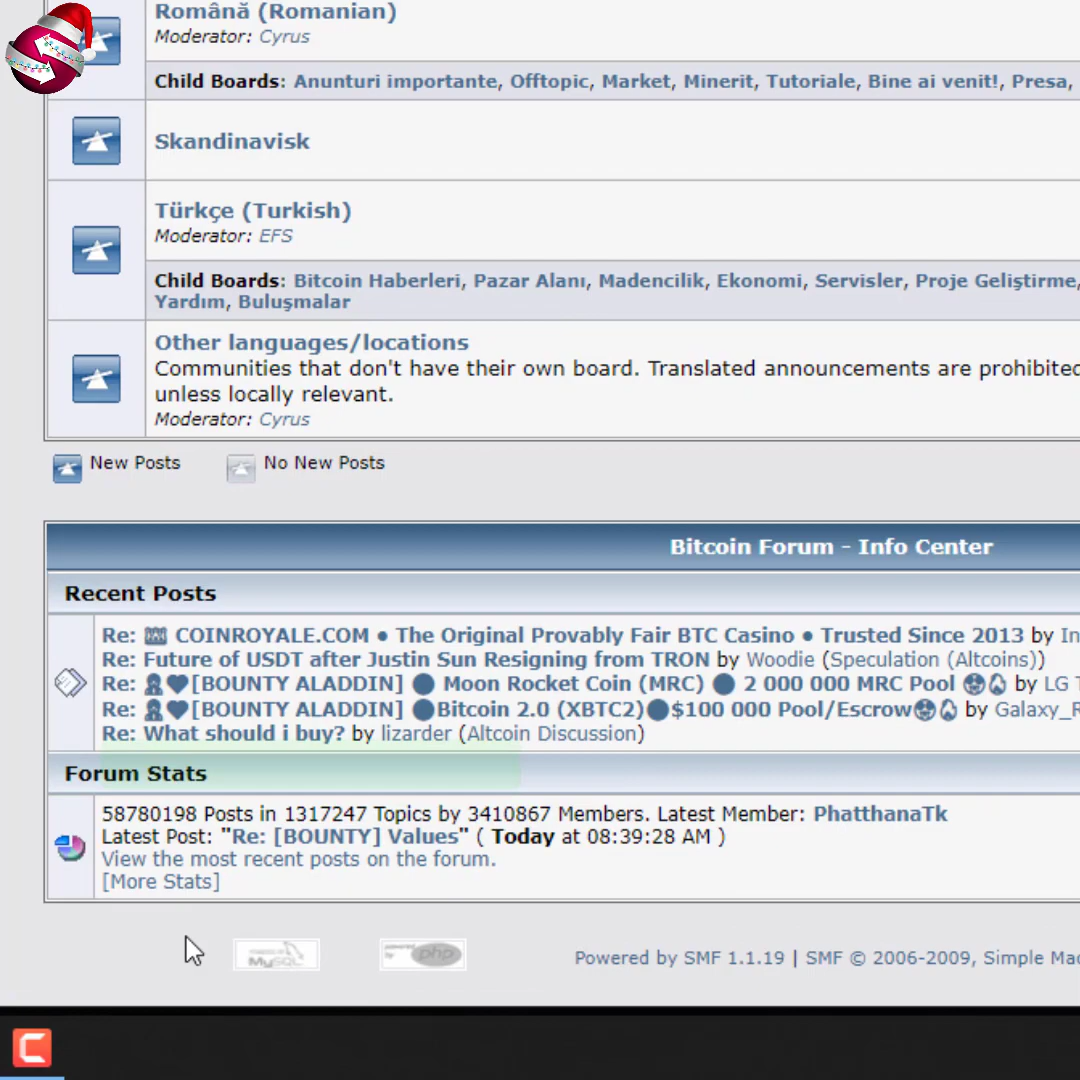 Română (Romanian)
Moderator: Cyrus
Child Boards: Anunturi importante, Offtopic, Market, Minerit, Tutoriale, Bine ai venit!, Presa,
Skandinavisk
Türkçe (Turkish)
Moderator: EFS
Child Boards: Bitcoin Haberleri, Pazar Alanı, Madencilik, Ekonomi, Servisler, Proje Geliştirme,
Yardım, Buluşmalar
Other languages/locations
Communities that don't have their own board. Translated announcements are prohibited
unless locally relevant.
Moderator: Cyrus
New Posts No New Posts
Bitcoin Forum - Info Center
Recent Posts
Re: 👑 COINROYALE.COM ● The Original Provably Fair BTC Casino ● Trusted Since 2013 by In
Re: Future of USDT after Justin Sun Resigning from TRON by Woodie (Speculation (Altcoins))
Re: [BOUNTY ALADDIN] ● Moon Rocket Coin (MRC) ● 2 000 000 MRC Pool by LG T
Re: [BOUNTY ALADDIN] ●Bitcoin 2.0 (XBTC2)●$100 000 Pool/Escrow by Galaxy_R
Re: What should i buy? by lizarder (Altcoin Discussion)
Forum Stats
58780198 Posts in 1317247 Topics by 3410867 Members. Latest Member: PhatthanaTk
Latest Post: "Re: [BOUNTY] Values" ( Today at 08:39:28 AM )
View the most recent posts on the forum.
[More Stats]
MySQL powered by php Powered by SMF 1.1.19 | SMF © 2006-2009, Simple Mac